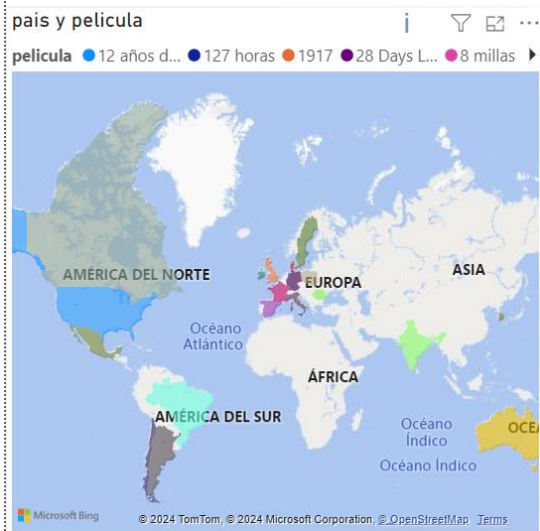 pais y pelicula
pelicula 12 años d... 127 horas 1917 28 Days L... 8 millas
AMÉRICA DEL NORTE
EUROPA
ASIA
Océano
Atlántico
ÁFRICA
AMÉRICA DEL SUR
Océano
Índico
OCEA
Océano Índico
Microsoft Bing
© 2024 TomTom, © 2024 Microsoft Corporation, © OpenStreetMap Terms